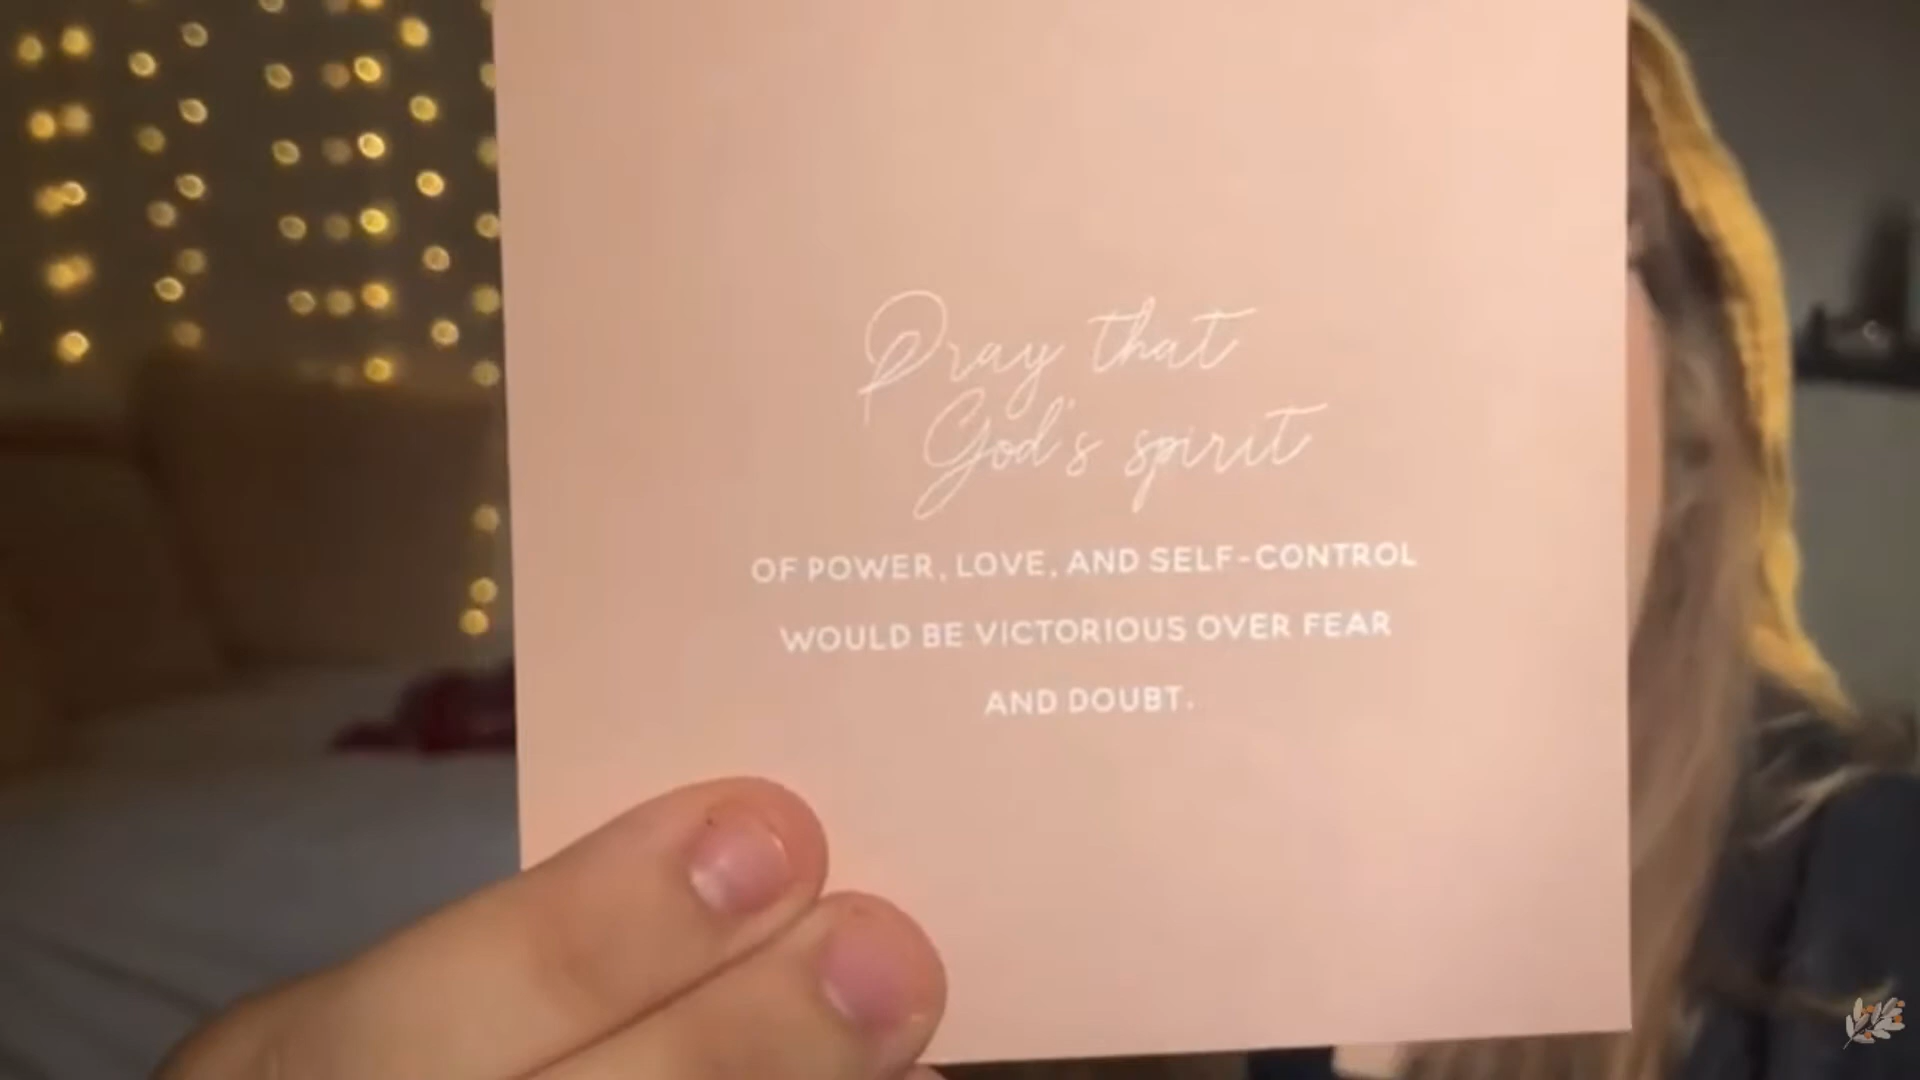 Pray that
God's spirit
OF POWER, LOVE, AND SELF-CONTROL
WOULD BE VICTORIOUS OVER FEAR
AND DOUBT.